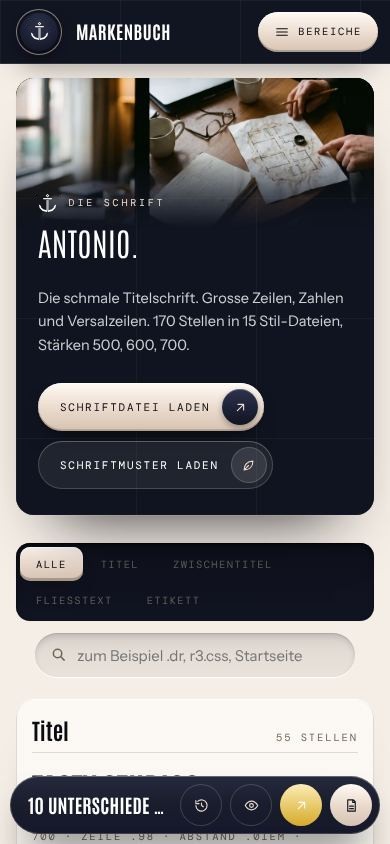 MARKENBUCH
BEREICHE
DIE SCHRIFT
ANTONIO.
Die schmale Titelschrift. Grosse Zeilen, Zahlen
und Versalzeilen. 170 Stellen in 15 Stil-Dateien,
Stärken 500, 600, 700.
SCHRIFTDATEI LADEN
SCHRIFTMUSTER LADEN
ALLE
TITEL
ZWISCHENTITEL
FLIESSTEXT
ETIKETT
zum Beispiel .dr, r3.css, Startseite
Titel
55 STELLEN
10 UNTERSCHIEDE …
700 · ZEILE .98 · ABSTAND .01EM ·